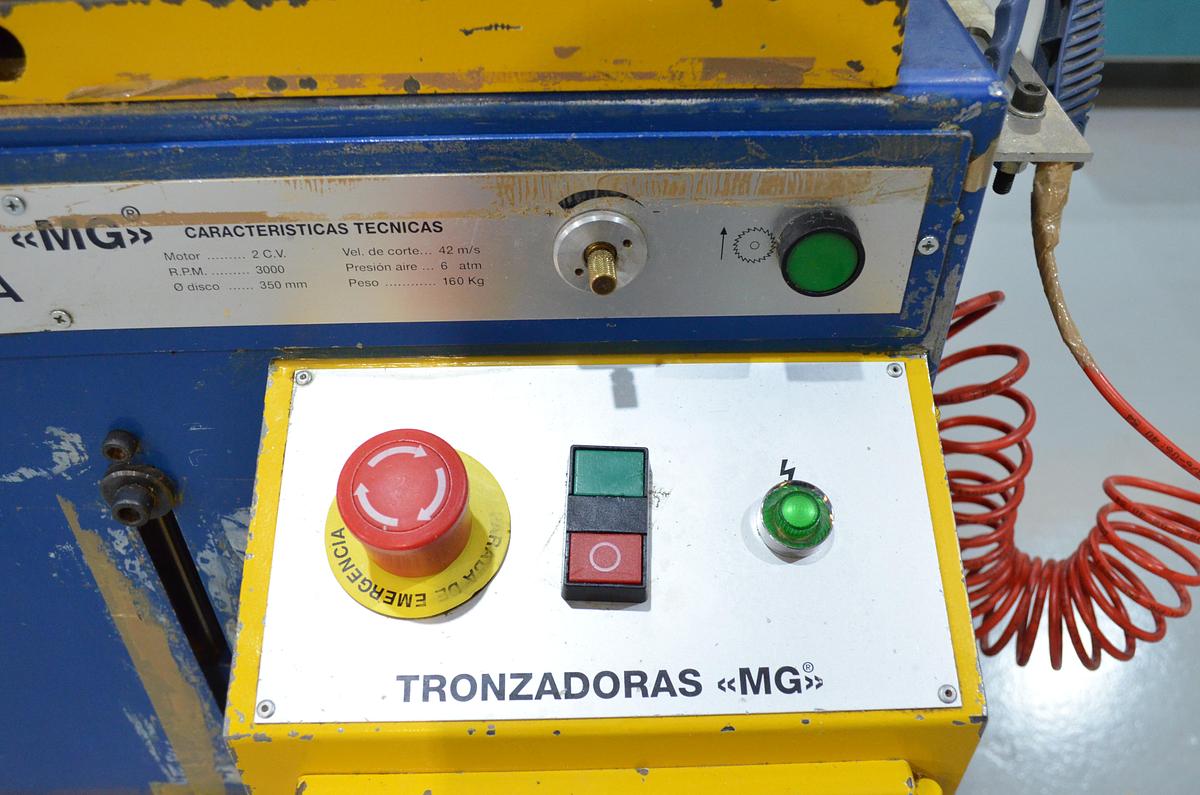 «MG»®
CARACTERISTICAS TECNICAS
Motor ......... 2 C.V.
R.P.M. .......... 3000
Ø disco ...... 350 mm
Vel. de corte... 42 m/s
Presión aire ... 6 atm
Peso ............ 160 Kg
A
+ -
PARADA DE EMERGENCIA
O
TRONZADORAS «MG»®